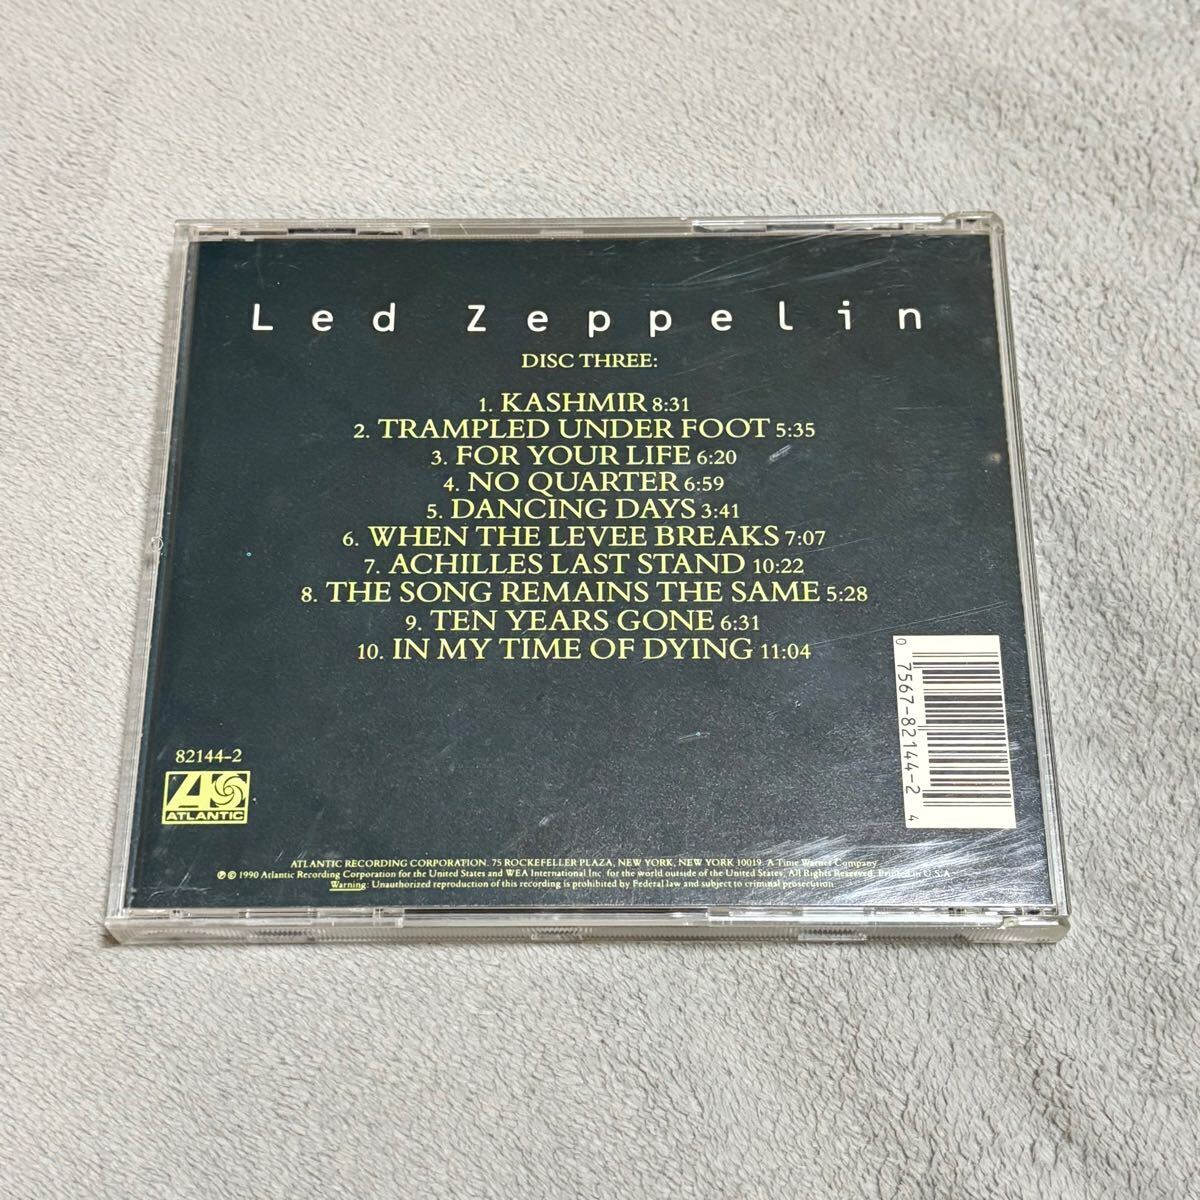 Led Zeppelin
DISC THREE:
1. KASHMIR 8:31
2. TRAMPLED UNDER FOOT 5:35
3. FOR YOUR LIFE 6:20
4. NO QUARTER 6:59
5. DANCING DAYS 3:41
6. WHEN THE LEVEE BREAKS 7:07
7. ACHILLES LAST STAND 10:22
8. THE SONG REMAINS THE SAME 5:28
9. TEN YEARS GONE 6:31
10. IN MY TIME OF DYING 11:04
0 7567-82144-2 4
82144-2
ATLANTIC
ATLANTIC RECORDING CORPORATION. 75 ROCKEFELLER PLAZA, NEW YORK, NEW YORK 10019. A Time Warner Company
℗ © 1990 Atlantic Recording Corporation for the United States and WEA International Inc. for the world outside of the United States. All Rights Reserved. Printed in U.S.A.
Warning: Unauthorized reproduction of this recording is prohibited by Federal law and subject to criminal prosecution.